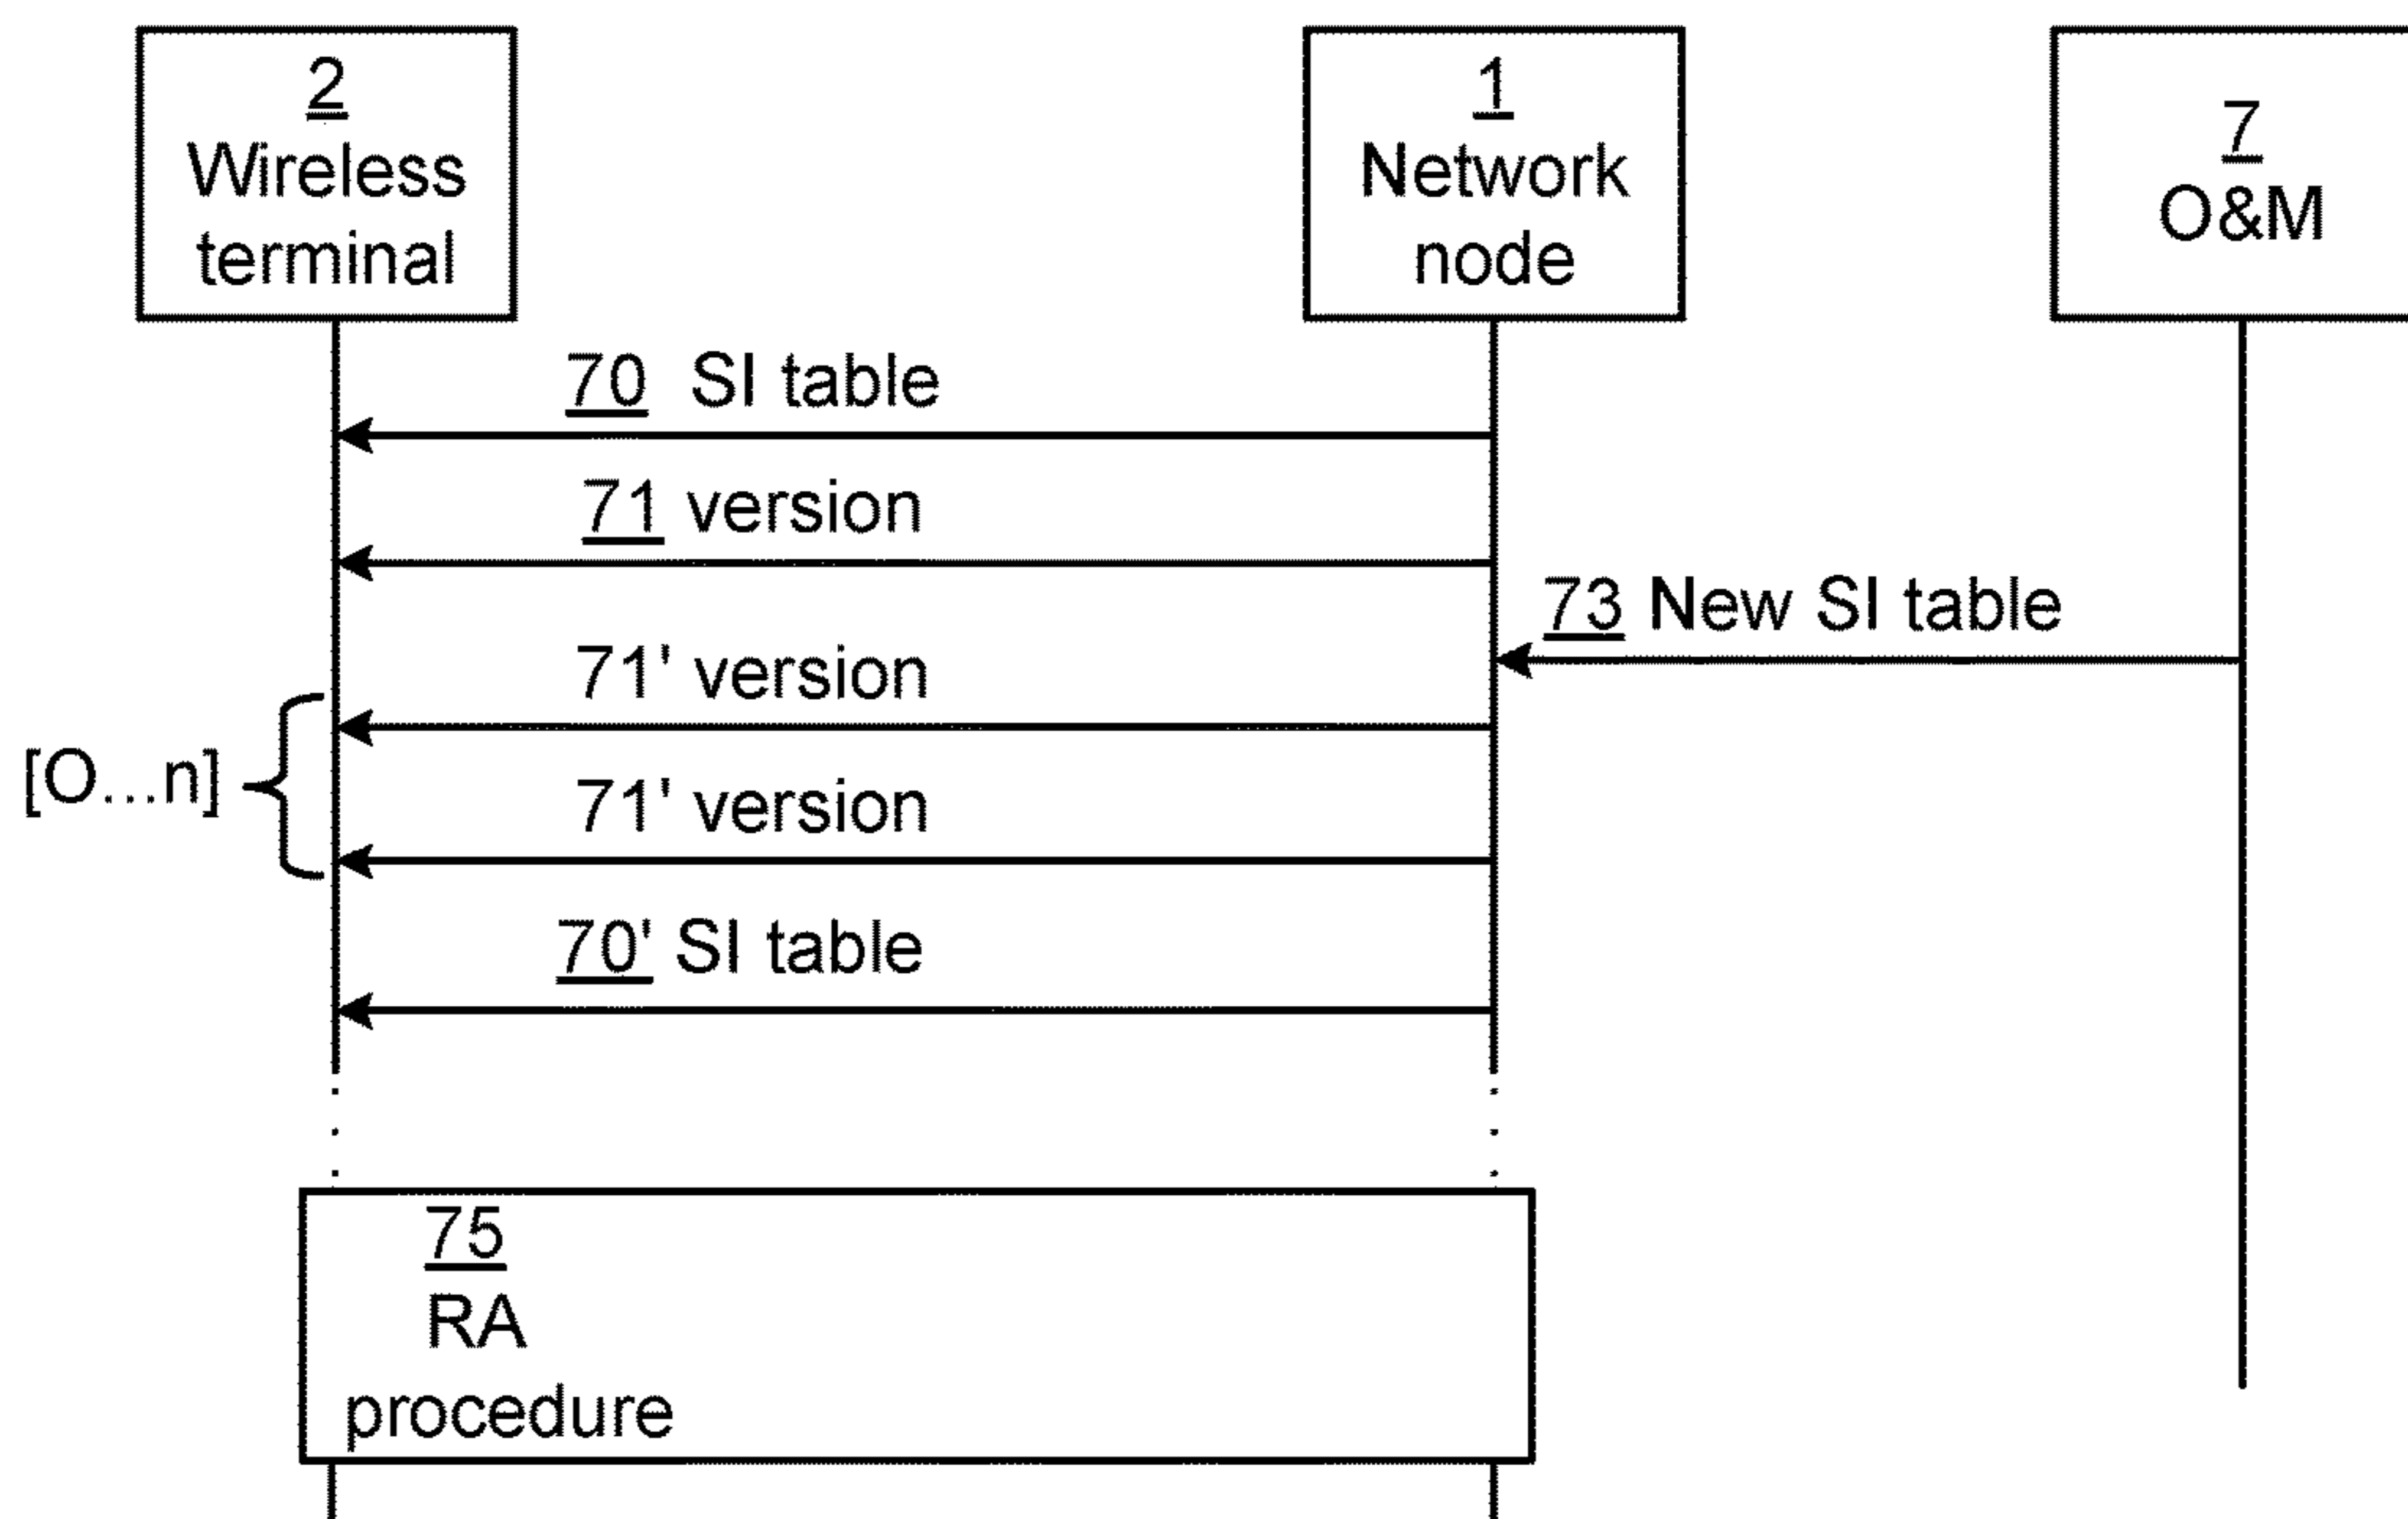 2
Wireless
terminal
1
Network
node
7
O&M
70 SI table
71 version
73 New SI table
71' version
[O...n]
71' version
70' SI table
75
RA
procedure